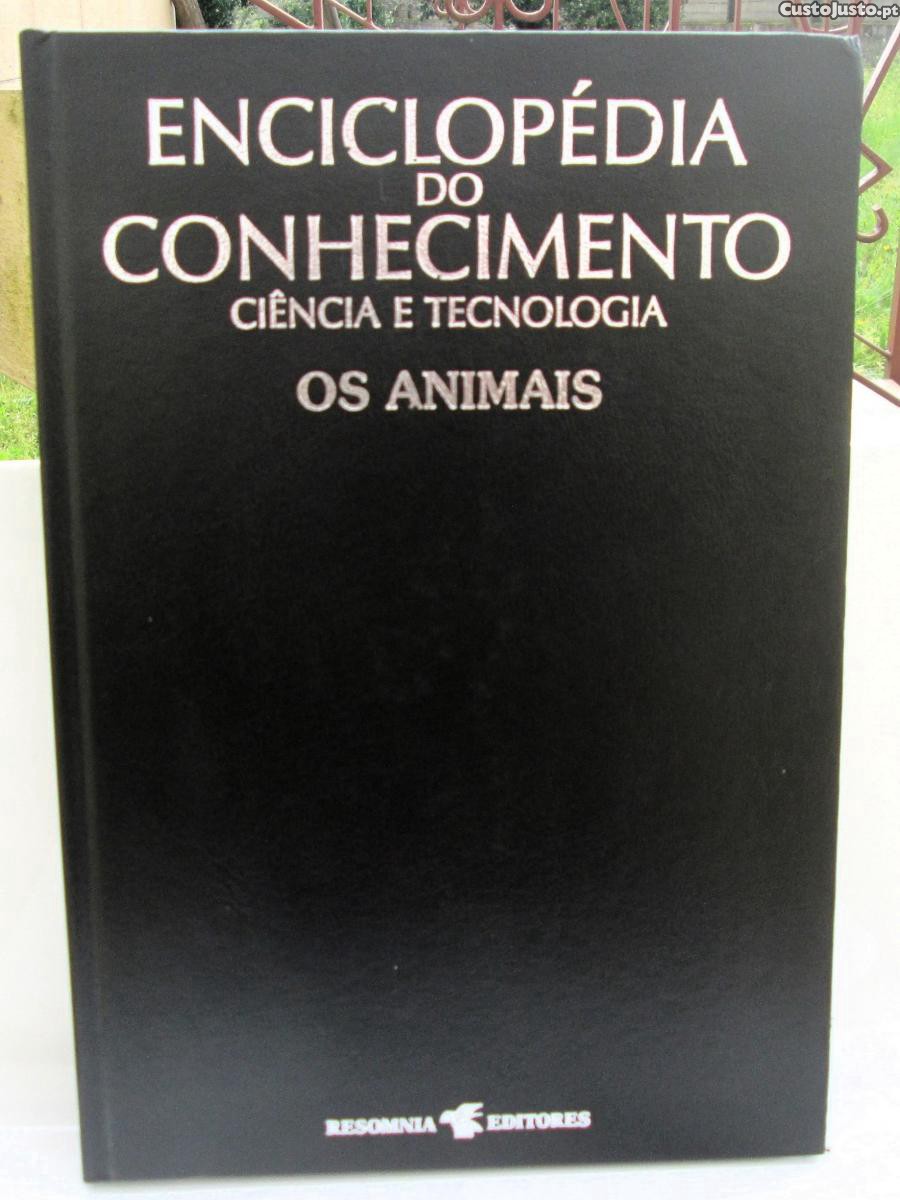 CustoJusto.pt
ENCICLOPÉDIA
DO
CONHECIMENTO
CIÊNCIA E TECNOLOGIA
OS ANIMAIS
RESOMNIA EDITORES